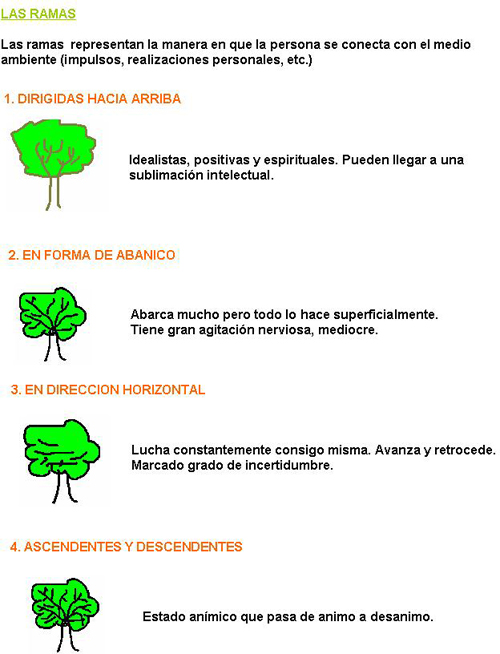 LAS RAMAS
Las ramas representan la manera en que la persona se conecta con el medio
ambiente (impulsos, realizaciones personales, etc.)
1. DIRIGIDAS HACIA ARRIBA
Idealistas, positivas y espirituales. Pueden llegar a una
sublimación intelectual.
2. EN FORMA DE ABANICO
Abarca mucho pero todo lo hace superficialmente.
Tiene gran agitación nerviosa, mediocre.
3. EN DIRECCION HORIZONTAL
Lucha constantemente consigo misma. Avanza y retrocede.
Marcado grado de incertidumbre.
4. ASCENDENTES Y DESCENDENTES
Estado anímico que pasa de animo a desanimo.